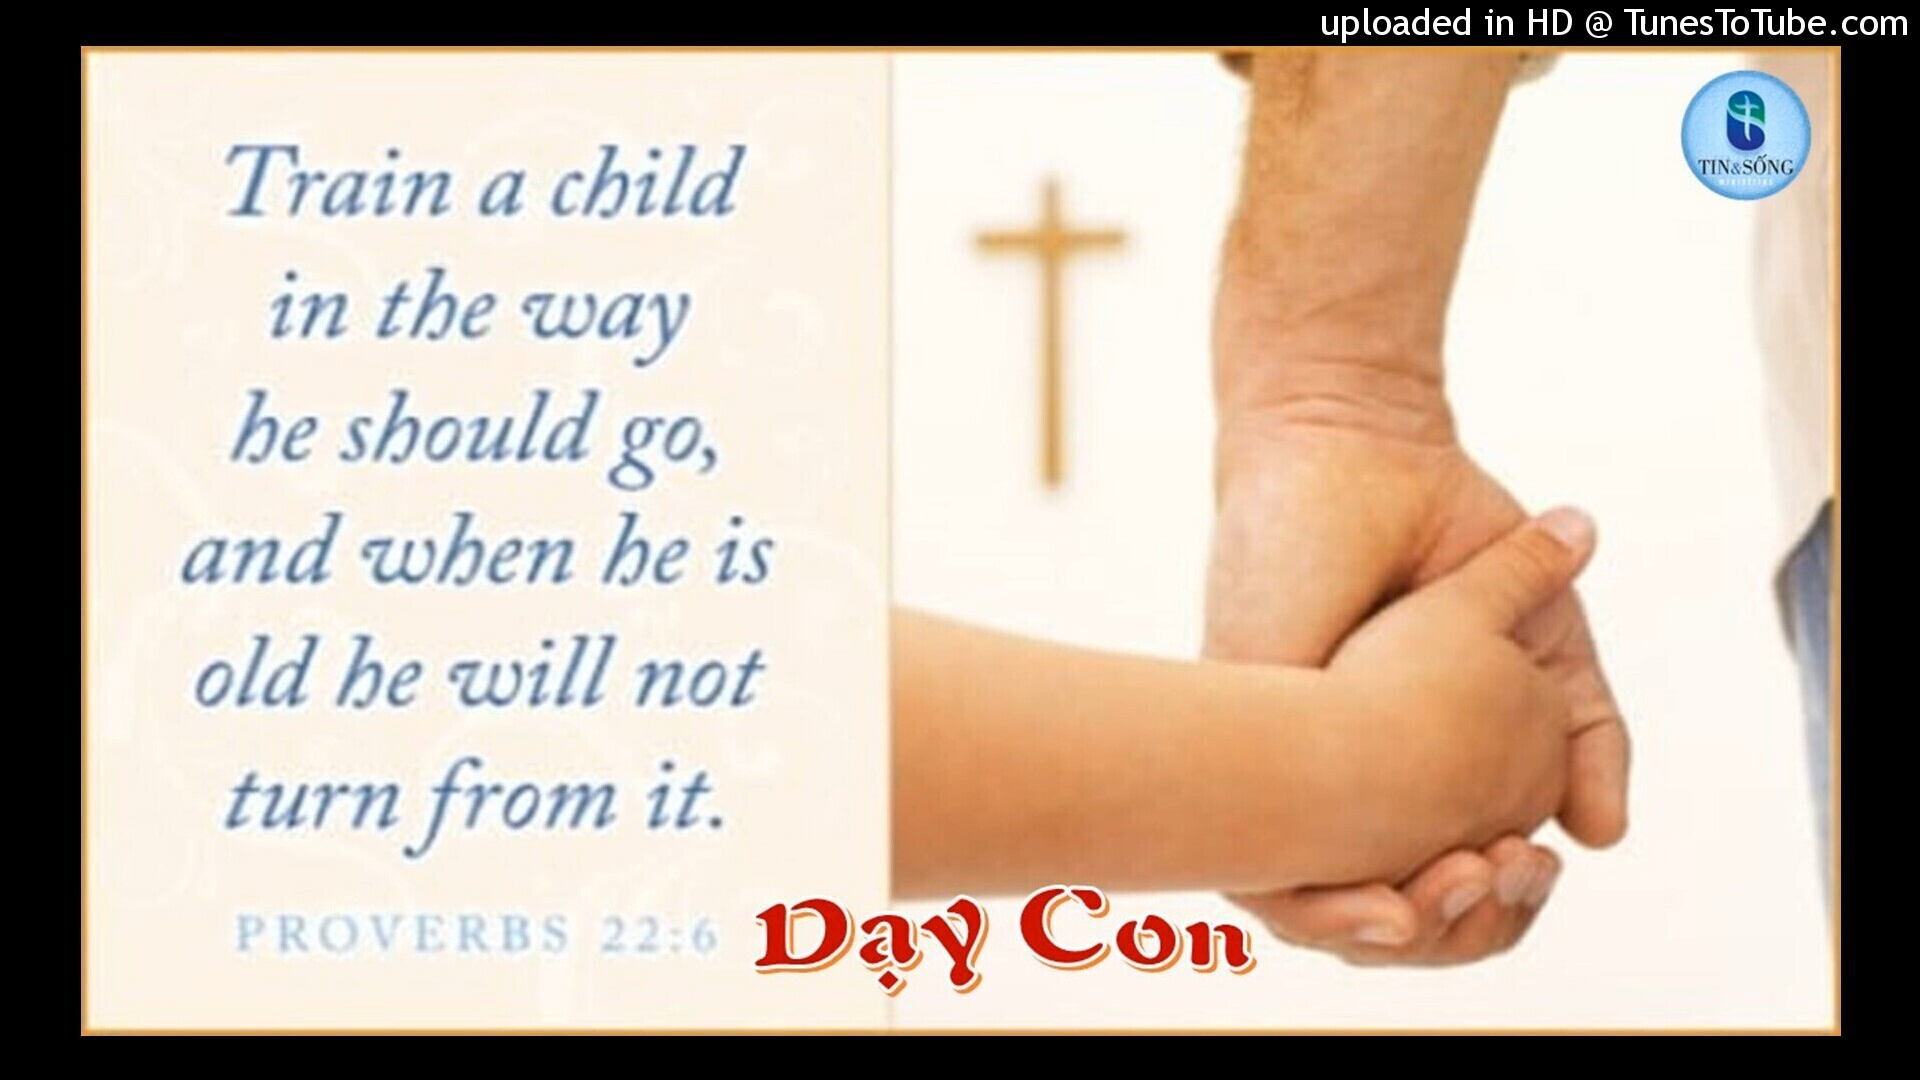 uploaded in HD @ TunesToTube.com
TIN&SỐNG
ministries
Train a child
in the way
he should go,
and when he is
old he will not
turn from it.
PROVERBS 22:6
Dạy Con